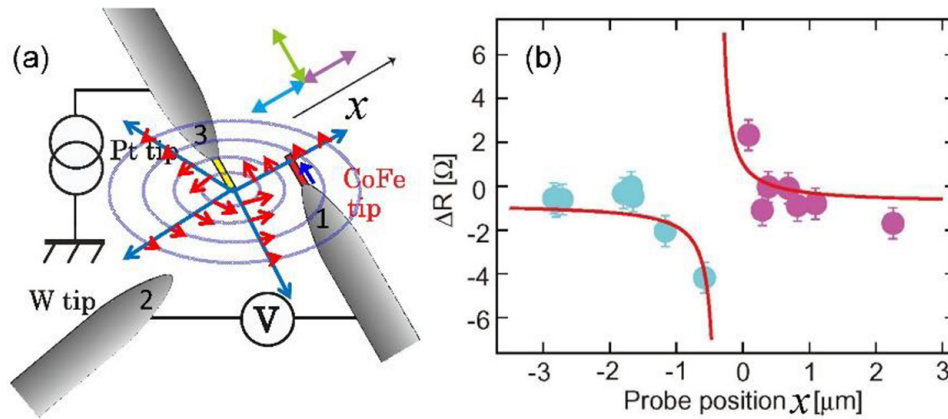 (a)
x
3
Pt tip
CoFe
tip
1
W tip
2
V
(b)
ΔR [Ω]
6
4
2
0
-2
-4
-6
-3
-2
-1
0
1
2
3
Probe position x [μm]